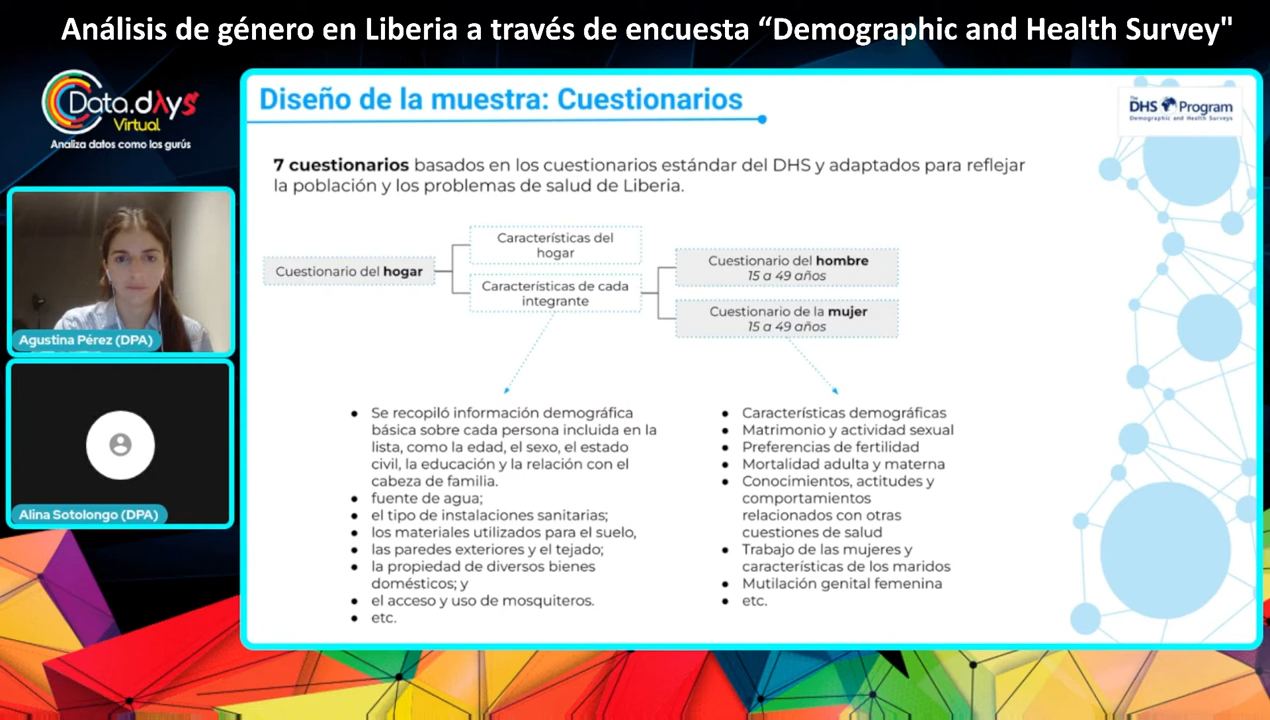 Análisis de género en Liberia a través de encuesta “Demographic and Health Survey"
Data.dAys
Virtual
Analiza datos como los gurús
Agustina Pérez (DPA)
Alina Sotolongo (DPA)
Diseño de la muestra: Cuestionarios
The
DHS Program
Demographic and Health Surveys
7 cuestionarios basados en los cuestionarios estándar del DHS y adaptados para reflejar
la población y los problemas de salud de Liberia.
Cuestionario del hogar
Características del
hogar
Características de cada
integrante
Cuestionario del hombre
15 a 49 años
Cuestionario de la mujer
15 a 49 años
• Se recopiló información demográfica
básica sobre cada persona incluida en la
lista, como la edad, el sexo, el estado
civil, la educación y la relación con el
cabeza de familia.
• fuente de agua;
• el tipo de instalaciones sanitarias;
• los materiales utilizados para el suelo,
• las paredes exteriores y el tejado;
• la propiedad de diversos bienes
domésticos; y
• el acceso y uso de mosquiteros.
• etc.
• Características demográficas
• Matrimonio y actividad sexual
• Preferencias de fertilidad
• Mortalidad adulta y materna
• Conocimientos, actitudes y
comportamientos
relacionados con otras
cuestiones de salud
• Trabajo de las mujeres y
características de los maridos
• Mutilación genital femenina
• etc.